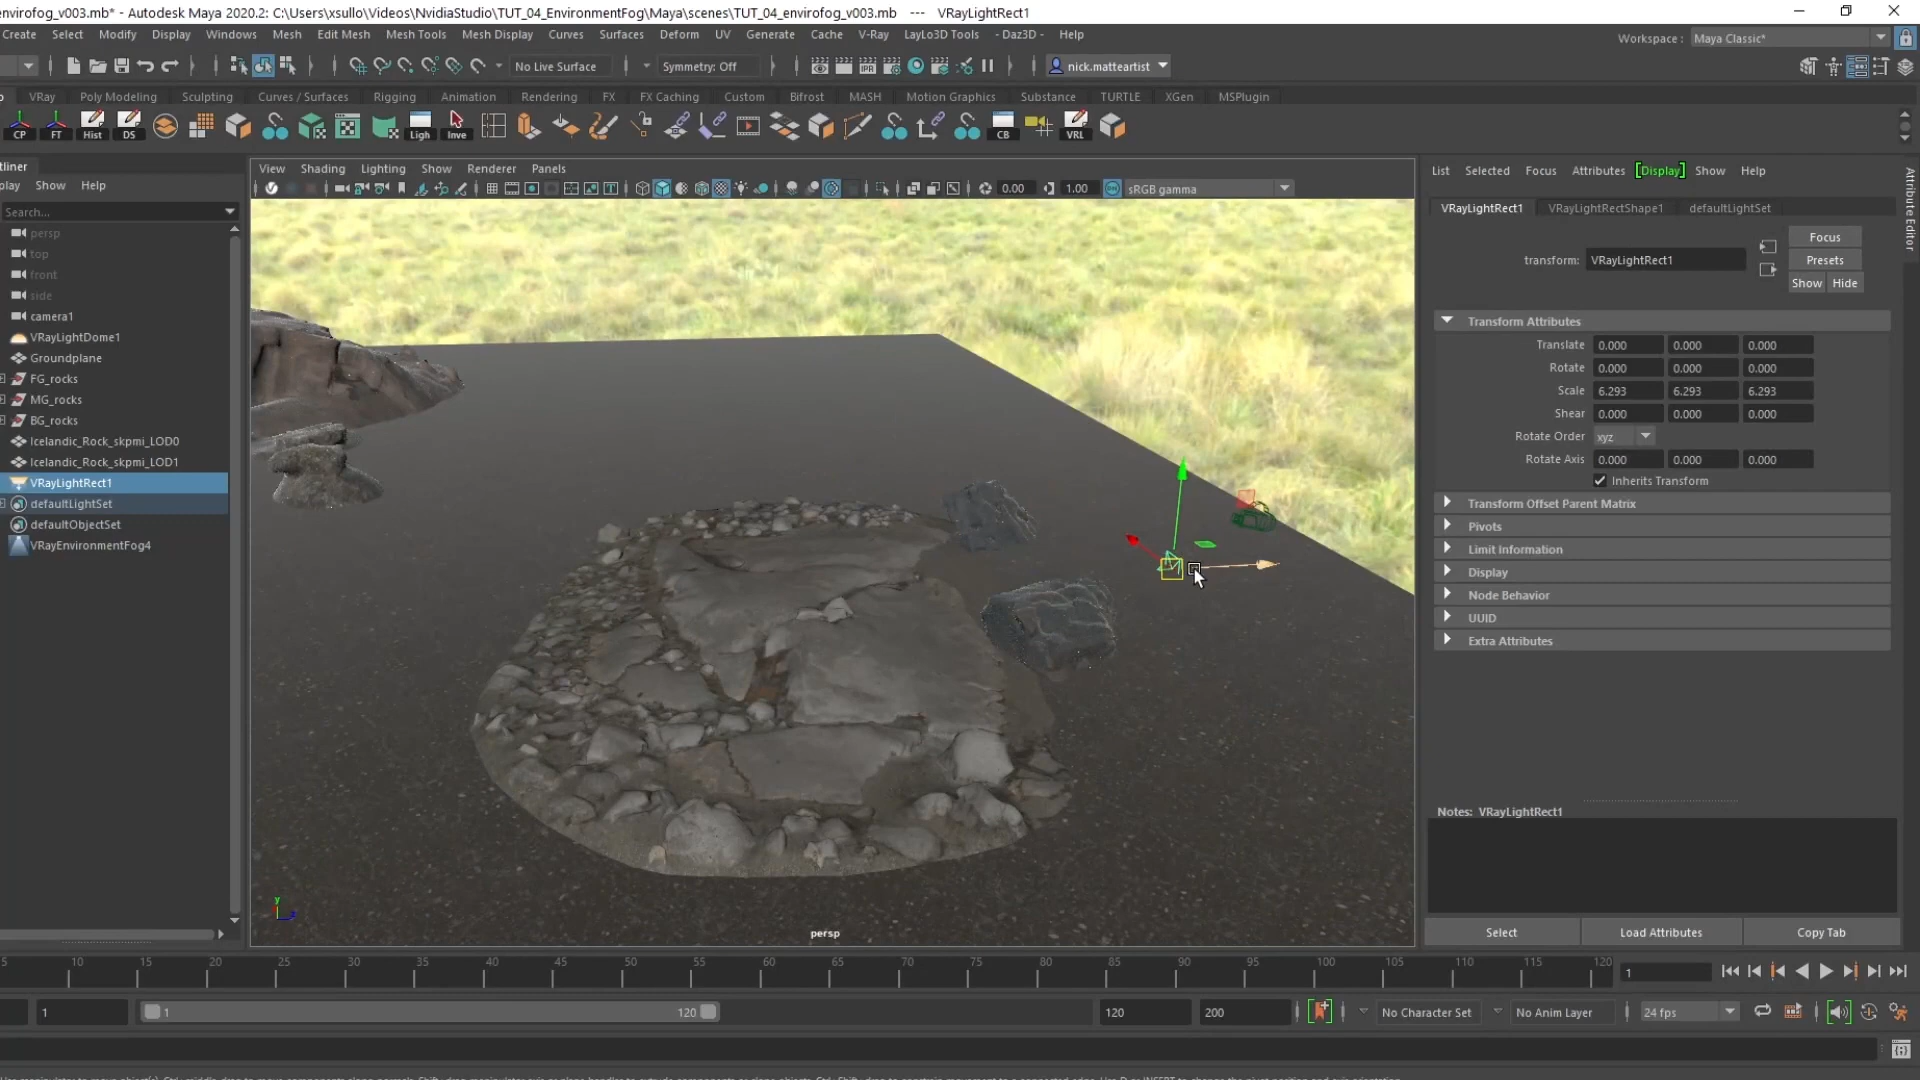 envirofog_v003.mb* - Autodesk Maya 2020.2: C:\Users\xsullo\Videos\NvidiaStudio\TUT_04_EnvironmentFog\Maya\scenes\TUT_04_envirofog_v003.mb --- VRayLightRect1
Create Select Modify Display Windows Mesh Edit Mesh Mesh Tools Mesh Display Curves Surfaces Deform UV Generate Cache V-Ray LayLo3D Tools - Daz3D - Help
Workspace : Maya Classic*
No Live Surface Symmetry: Off IPR nick.matteartist
VRay Poly Modeling Sculpting Curves / Surfaces Rigging Animation Rendering FX FX Caching Custom Bifrost MASH Motion Graphics Substance TURTLE XGen MSPlugin
CP FT Hist DS Ligh Inve CB VRL
tliner
play Show Help
Search...
persp
top
front
side
camera1
VRayLightDome1
Groundplane
FG_rocks
MG_rocks
BG_rocks
Icelandic_Rock_skpmi_LOD0
Icelandic_Rock_skpmi_LOD1
VRayLightRect1
defaultLightSet
defaultObjectSet
VRayEnvironmentFog4
View Shading Lighting Show Renderer Panels
0.00 1.00 sRGB gamma
y
z
persp
List Selected Focus Attributes [Display] Show Help
VRayLightRect1 VRayLightRectShape1 defaultLightSet
Attribute Editor
transform: VRayLightRect1
Focus
Presets
Show Hide
Transform Attributes
Translate 0.000 0.000 0.000
Rotate 0.000 0.000 0.000
Scale 6.293 6.293 6.293
Shear 0.000 0.000 0.000
Rotate Order xyz
Rotate Axis 0.000 0.000 0.000
Inherits Transform
Transform Offset Parent Matrix
Pivots
Limit Information
Display
Node Behavior
UUID
Extra Attributes
Notes: VRayLightRect1
Select Load Attributes Copy Tab
5 10 15 20 25 30 35 40 45 50 55 60 65 70 75 80 85 90 95 100 105 110 115 120 1
1 1 120 120 200 No Character Set No Anim Layer 24 fps